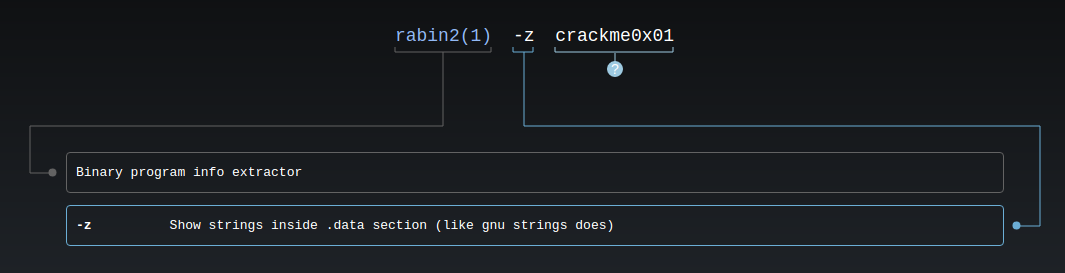 rabin2(1) -z crackme0x01
?
Binary program info extractor
-z Show strings inside .data section (like gnu strings does)